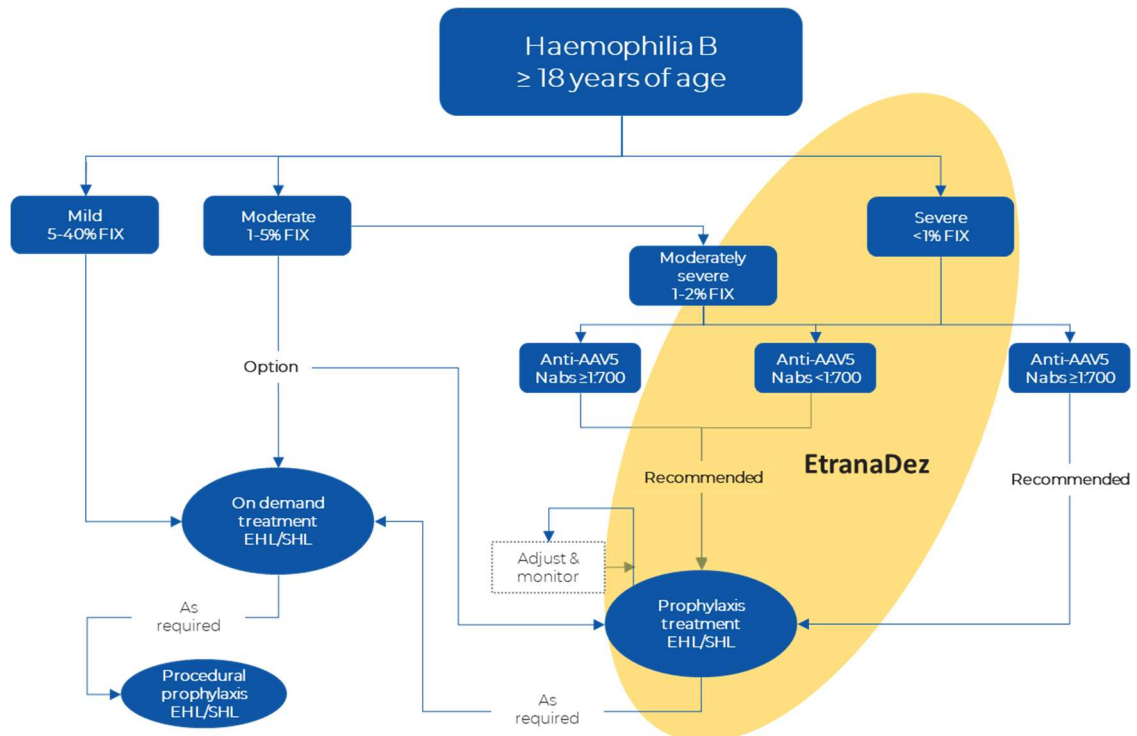 Haemophilia B
≥ 18 years of age
Mild
5-40% FIX
Moderate
1-5% FIX
Severe
<1% FIX
Moderately
severe
1-2% FIX
Anti-AAV5
Nabs ≥1:700
Anti-AAV5
Nabs <1:700
Anti-AAV5
Nabs ≥1:700
Option
EtranaDez
Recommended
Recommended
On demand
treatment
EHL/SHL
Adjust &
monitor
As
required
Prophylaxis
treatment
EHL/SHL
Procedural
prophylaxis
EHL/SHL
As
required